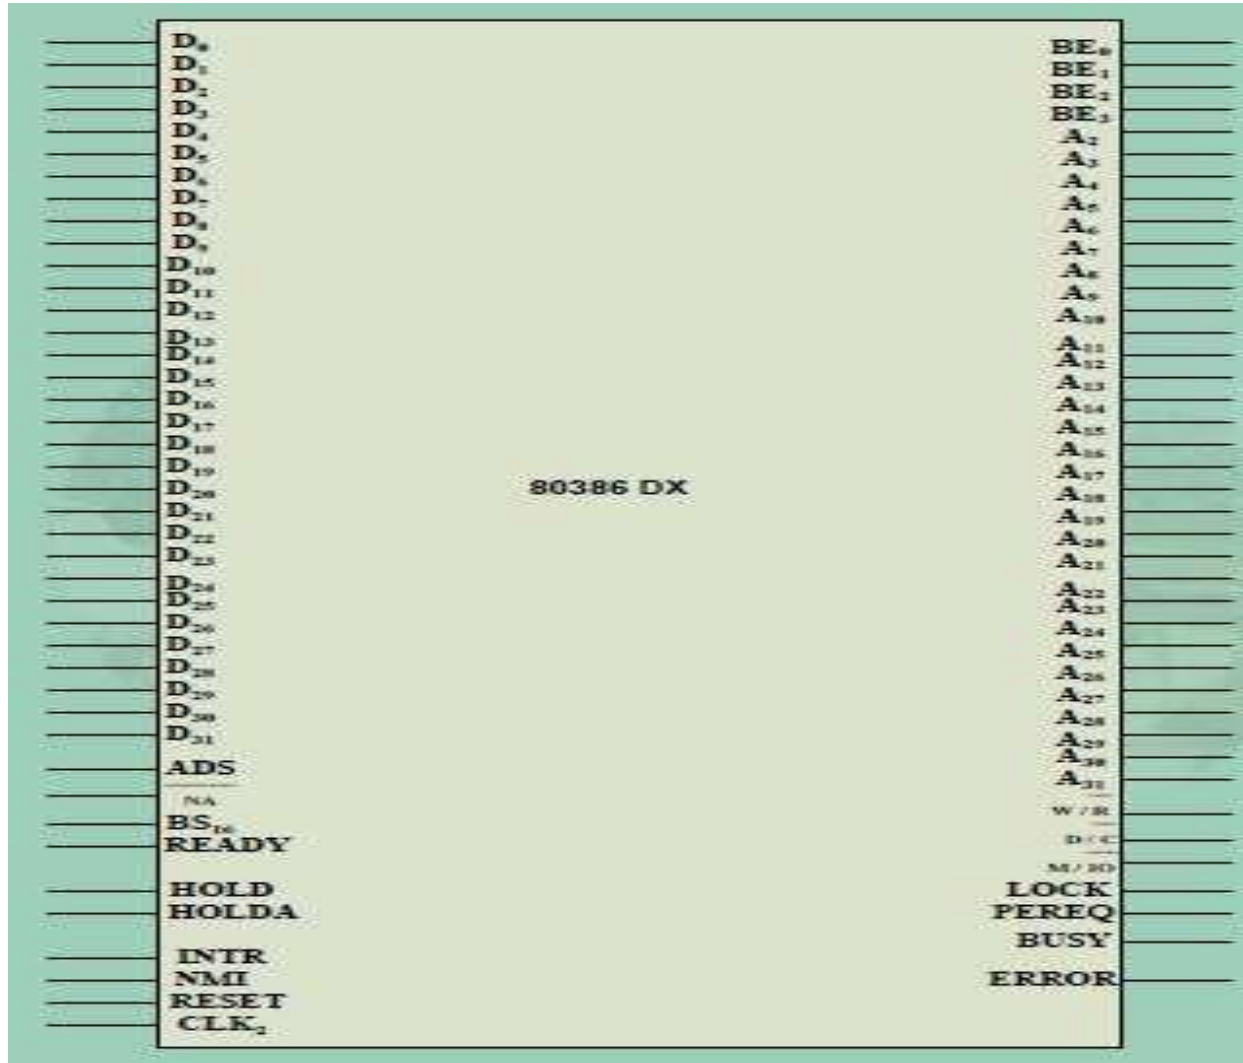 D₀
D₁
D₂
D₃
D₄
D₅
D₆
D₇
D₈
D₉
D₁₀
D₁₁
D₁₂
D₁₃
D₁₄
D₁₅
D₁₆
D₁₇
D₁₈
D₁₉
D₂₀
D₂₁
D₂₂
D₂₃
D₂₄
D₂₅
D₂₆
D₂₇
D₂₈
D₂₉
D₃₀
D₃₁
ADS
NA
BS₁₆
READY
HOLD
HOLDA
INTR
NMI
RESET
CLK₂
80386 DX
BE₀
BE₁
BE₂
BE₃
A₂
A₃
A₄
A₅
A₆
A₇
A₈
A₉
A₁₀
A₁₁
A₁₂
A₁₃
A₁₄
A₁₅
A₁₆
A₁₇
A₁₈
A₁₉
A₂₀
A₂₁
A₂₂
A₂₃
A₂₄
A₂₅
A₂₆
A₂₇
A₂₈
A₂₉
A₃₀
A₃₁
W / R
D / C
M / IO
LOCK
PEREQ
BUSY
ERROR